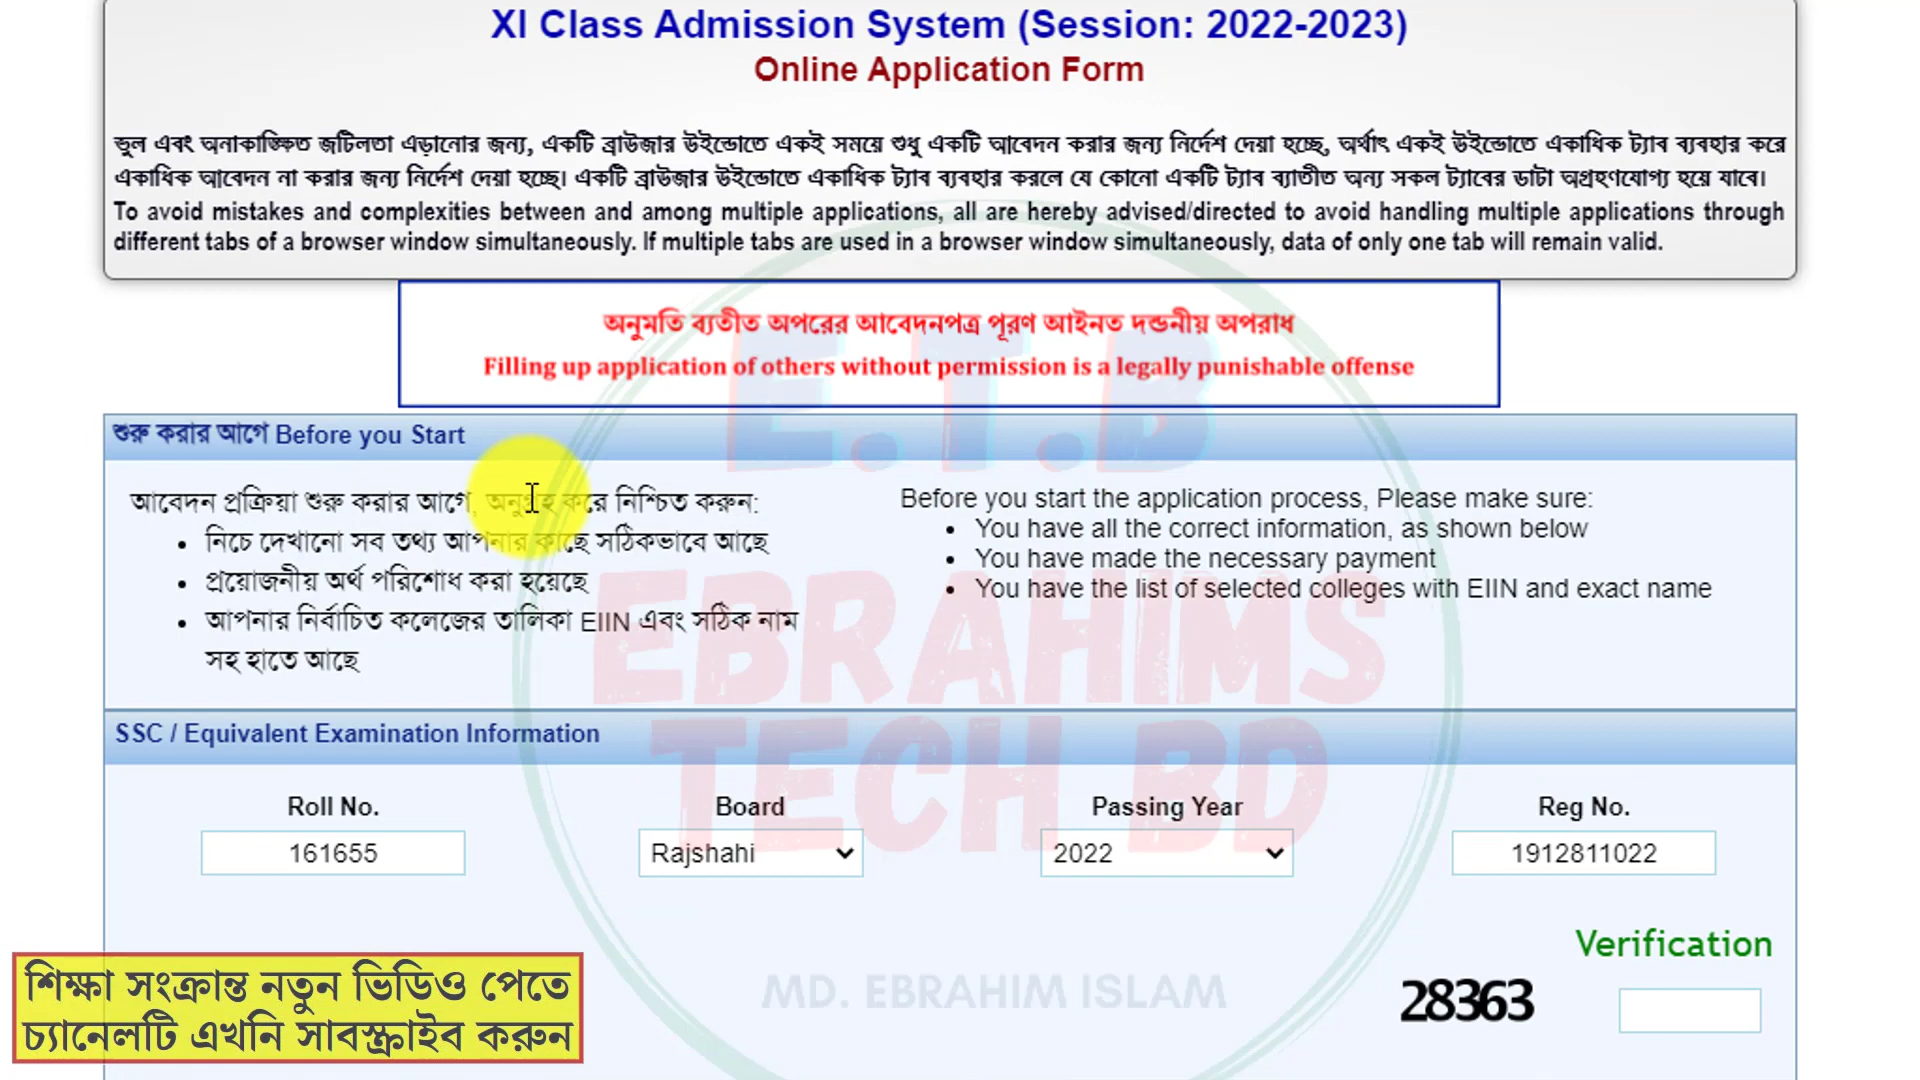 XI Class Admission System (Session: 2022-2023)
Online Application Form
ভুল এবং অনাকাঙ্ক্ষিত জটিলতা এড়ানোর জন্য, একটি ব্রাউজার উইন্ডোতে একই সময়ে শুধু একটি আবেদন করার জন্য নির্দেশ দেয়া হচ্ছে, অর্থাৎ একই উইন্ডোতে একাধিক ট্যাব ব্যবহার করে
একাধিক আবেদন না করার জন্য নির্দেশ দেয়া হচ্ছে। একটি ব্রাউজার উইন্ডোতে একাধিক ট্যাব ব্যবহার করলে যে কোনো একটি ট্যাব ব্যাতীত অন্য সকল ট্যাবের ডাটা অগ্রহণযোগ্য হয়ে যাবে।
To avoid mistakes and complexities between and among multiple applications, all are hereby advised/directed to avoid handling multiple applications through
different tabs of a browser window simultaneously. If multiple tabs are used in a browser window simultaneously, data of only one tab will remain valid.
অনুমতি ব্যতীত অপরের আবেদনপত্র পূরণ আইনত দন্ডনীয় অপরাধ
Filling up application of others without permission is a legally punishable offense
E.T.B
শুরু করার আগে Before you Start
আবেদন প্রক্রিয়া শুরু করার আগে, অনুগ্রহ করে নিশ্চিত করুন:
• নিচে দেখানো সব তথ্য আপনার কাছে সঠিকভাবে আছে
• প্রয়োজনীয় অর্থ পরিশোধ করা হয়েছে
• আপনার নির্বাচিত কলেজের তালিকা EIIN এবং সঠিক নাম
সহ হাতে আছে
Before you start the application process, Please make sure:
• You have all the correct information, as shown below
• You have made the necessary payment
• You have the list of selected colleges with EIIN and exact name
EBRAHIMS
TECH BD
SSC / Equivalent Examination Information
Roll No. Board Passing Year Reg No.
161655 Rajshahi 2022 1912811022
Verification
28363
MD. EBRAHIM ISLAM
শিক্ষা সংক্রান্ত নতুন ভিডিও পেতে
চ্যানেলটি এখনি সাবস্ক্রাইব করুন